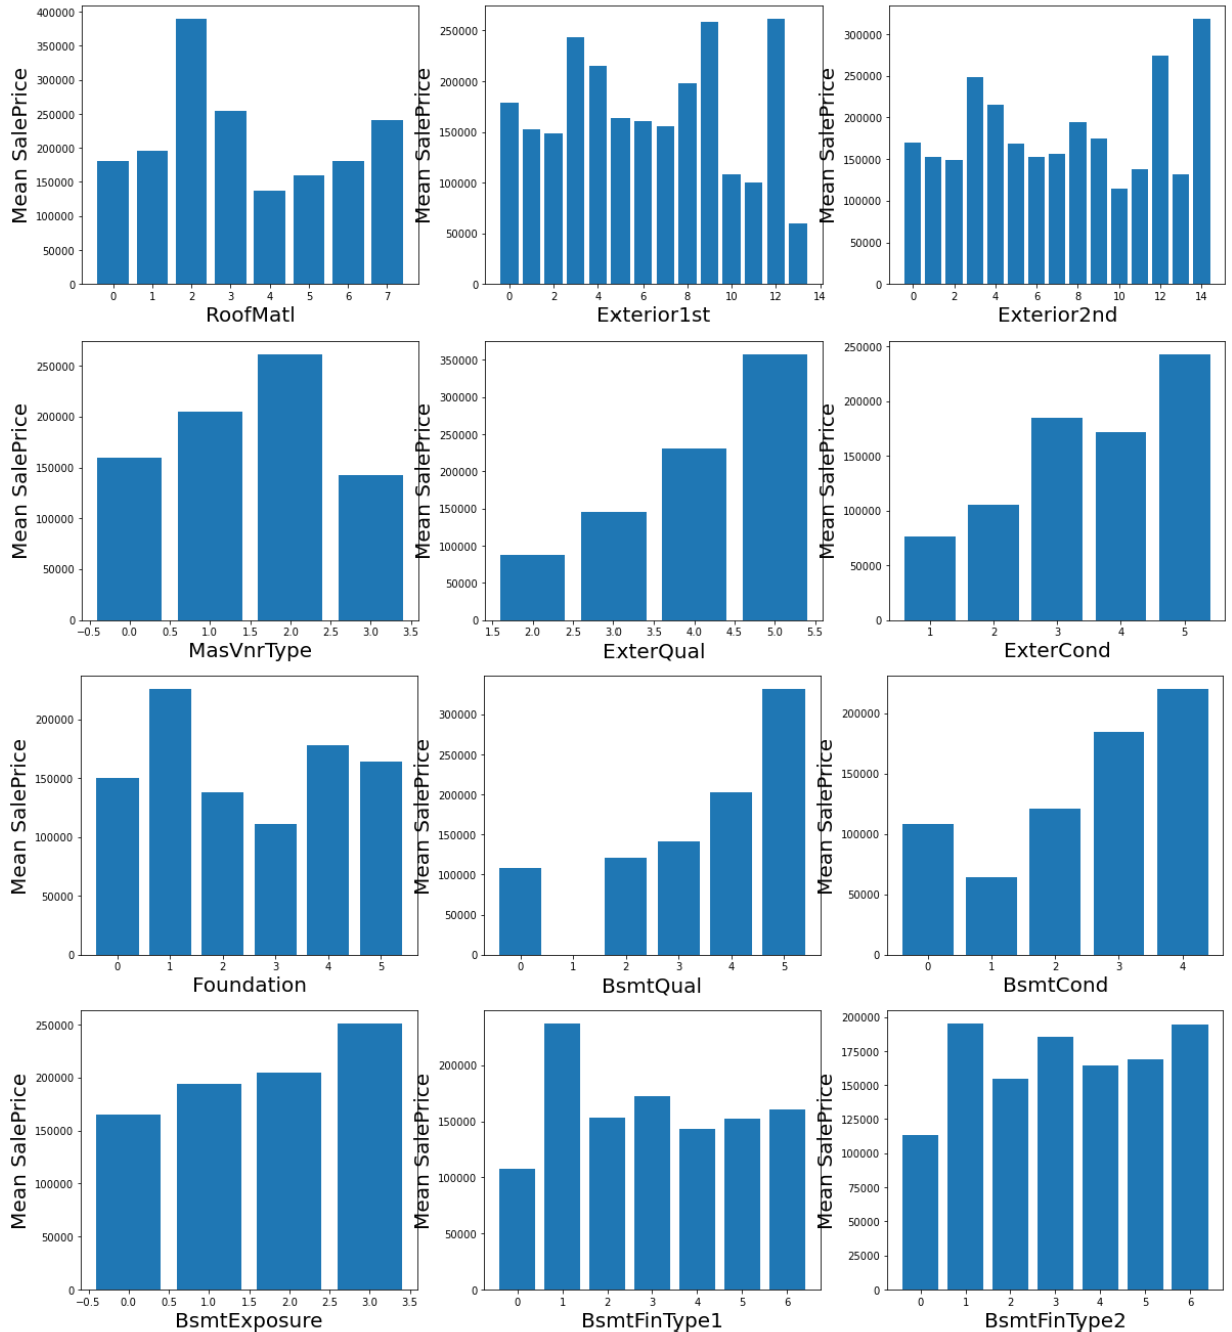 400000
350000
300000
250000
200000
150000
100000
50000
0
Mean SalePrice
0 1 2 3 4 5 6 7
RoofMatl
250000
200000
150000
100000
50000
0
Mean SalePrice
0 2 4 6 8 10 12 14
Exterior1st
300000
250000
200000
150000
100000
50000
0
Mean SalePrice
0 2 4 6 8 10 12 14
Exterior2nd
250000
200000
150000
100000
50000
0
Mean SalePrice
−0.5 0.0 0.5 1.0 1.5 2.0 2.5 3.0 3.5
MasVnrType
350000
300000
250000
200000
150000
100000
50000
0
Mean SalePrice
1.5 2.0 2.5 3.0 3.5 4.0 4.5 5.0 5.5
ExterQual
250000
200000
150000
100000
50000
0
Mean SalePrice
1 2 3 4 5
ExterCond
200000
150000
100000
50000
0
Mean SalePrice
0 1 2 3 4 5
Foundation
300000
250000
200000
150000
100000
50000
0
Mean SalePrice
0 1 2 3 4 5
BsmtQual
200000
150000
100000
50000
0
Mean SalePrice
0 1 2 3 4
BsmtCond
250000
200000
150000
100000
50000
0
Mean SalePrice
−0.5 0.0 0.5 1.0 1.5 2.0 2.5 3.0 3.5
BsmtExposure
200000
150000
100000
50000
0
Mean SalePrice
0 1 2 3 4 5 6
BsmtFinType1
200000
175000
150000
125000
100000
75000
50000
25000
0
Mean SalePrice
0 1 2 3 4 5 6
BsmtFinType2